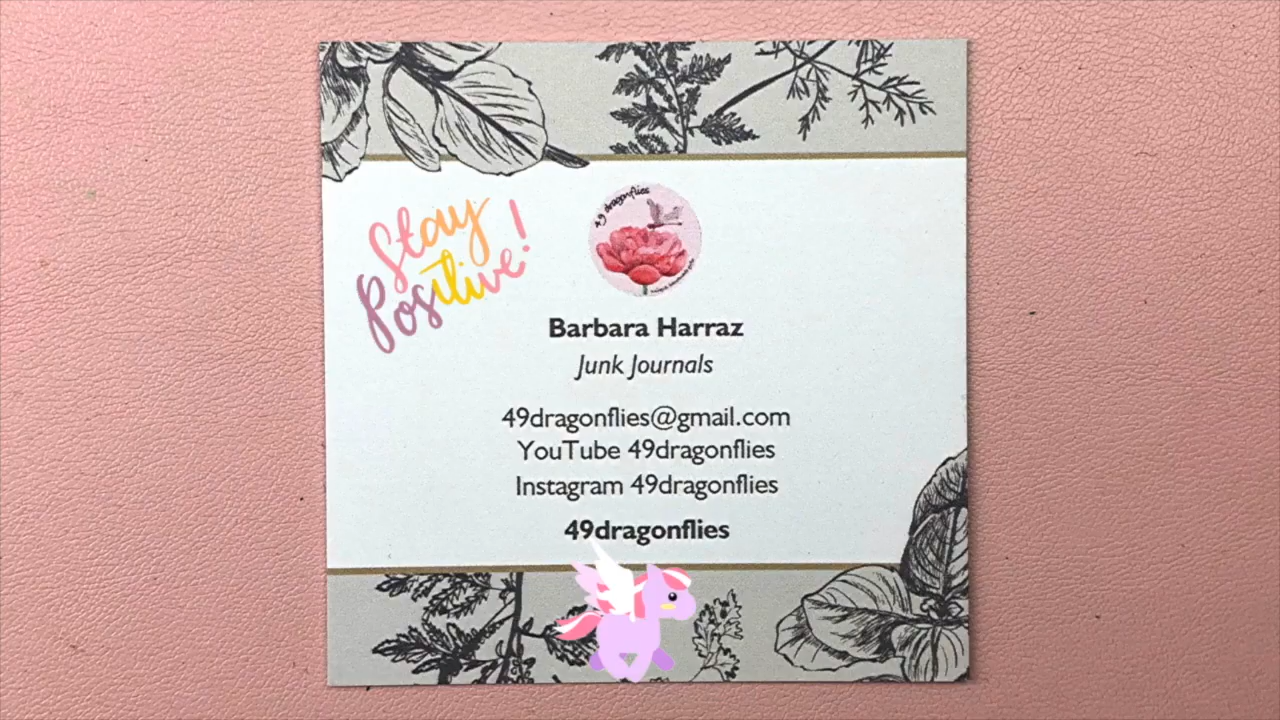 Stay
Positive!
49 dragonflies
Barbara Harraz
Junk Journals
49dragonflies@gmail.com
YouTube 49dragonflies
Instagram 49dragonflies
49dragonflies